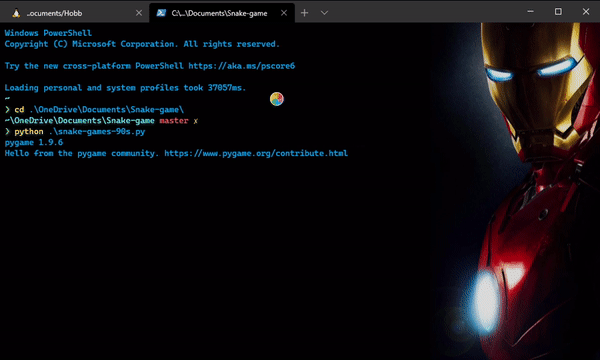 ..ocuments/Hobb
C:\...\Documents\Snake-game
Windows PowerShell
Copyright (C) Microsoft Corporation. All rights reserved.
Try the new cross-platform PowerShell https://aka.ms/pscore6
Loading personal and system profiles took 37057ms.
~
❯ cd .\OneDrive\Documents\Snake-game\
~\OneDrive\Documents\Snake-game master ✗
❯ python .\snake-games-90s.py
pygame 1.9.6
Hello from the pygame community. https://www.pygame.org/contribute.html